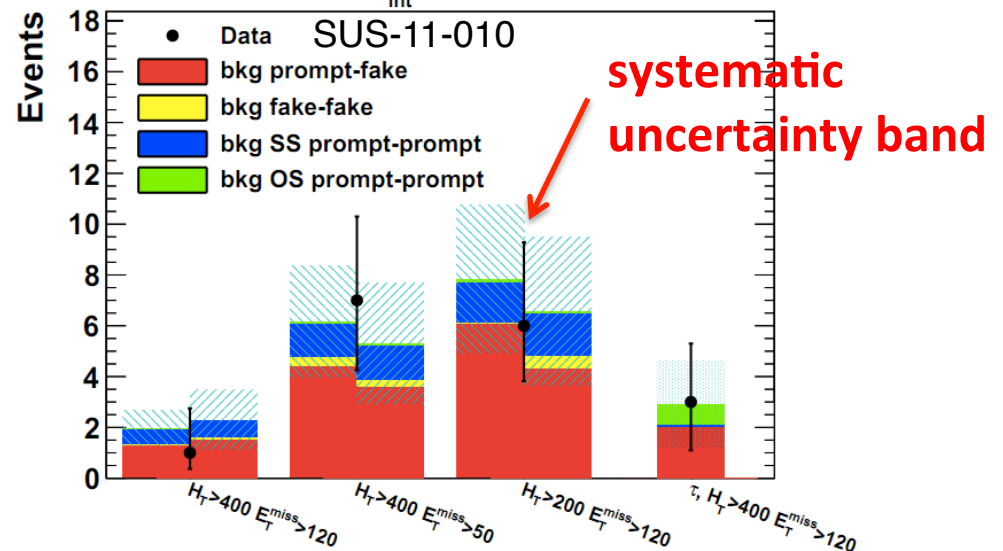 int
SUS-11-010
Events
18
16
14
12
10
8
6
4
2
0
Data
bkg prompt-fake
bkg fake-fake
bkg SS prompt-prompt
bkg OS prompt-prompt
systematic
uncertainty band
H_T>400 E_T^miss>120
H_T>400 E_T^miss>50
H_T>200 E_T^miss>120
τ, H_T>400 E_T^miss>120